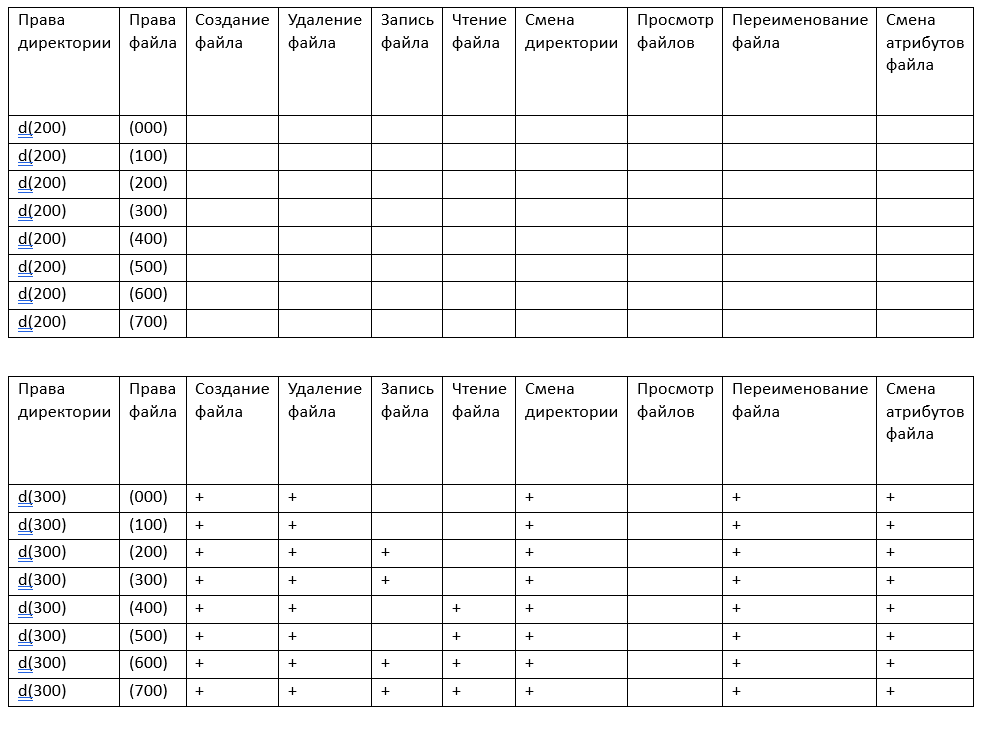 Права директории Права файла Создание файла Удаление файла Запись файла Чтение файла Смена директории Просмотр файлов Переименование файла Смена атрибутов файла
d(200) (000)
d(200) (100)
d(200) (200)
d(200) (300)
d(200) (400)
d(200) (500)
d(200) (600)
d(200) (700)
Права директории Права файла Создание файла Удаление файла Запись файла Чтение файла Смена директории Просмотр файлов Переименование файла Смена атрибутов файла
d(300) (000) + + + + +
d(300) (100) + + + + +
d(300) (200) + + + + + +
d(300) (300) + + + + + +
d(300) (400) + + + + + +
d(300) (500) + + + + + +
d(300) (600) + + + + + + +
d(300) (700) + + + + + + +